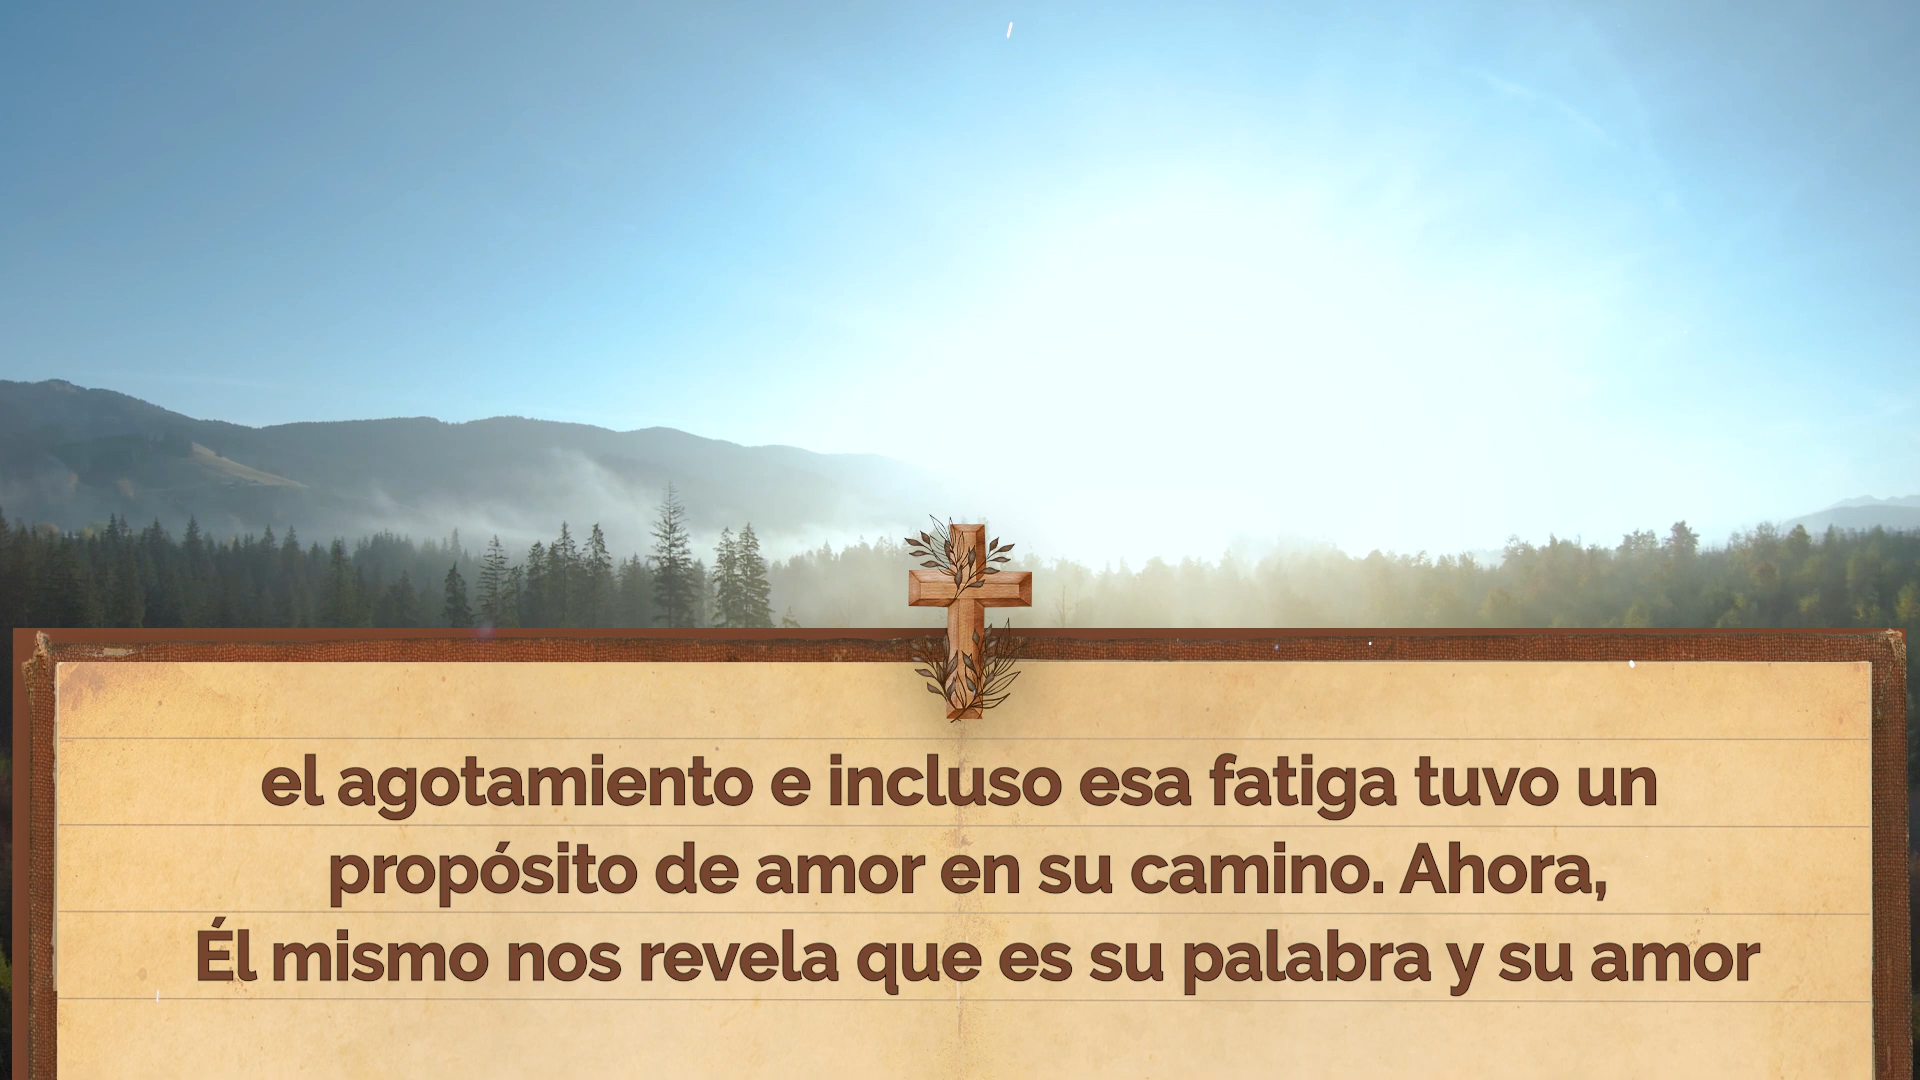 el agotamiento e incluso esa fatiga tuvo un
propósito de amor en su camino. Ahora,
Él mismo nos revela que es su palabra y su amor